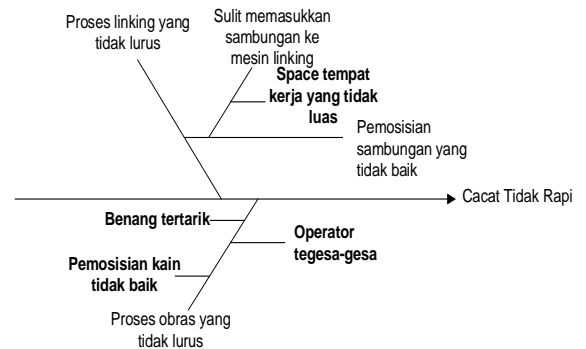 Proses linking yang
tidak lurus
Sulit memasukkan
sambungan ke
mesin linking
Space tempat
kerja yang tidak
luas
Pemosisian
sambungan yang
tidak baik
Cacat Tidak Rapi
Benang tertarik
Operator
tegesa-gesa
Pemosisian kain
tidak baik
Proses obras yang
tidak lurus